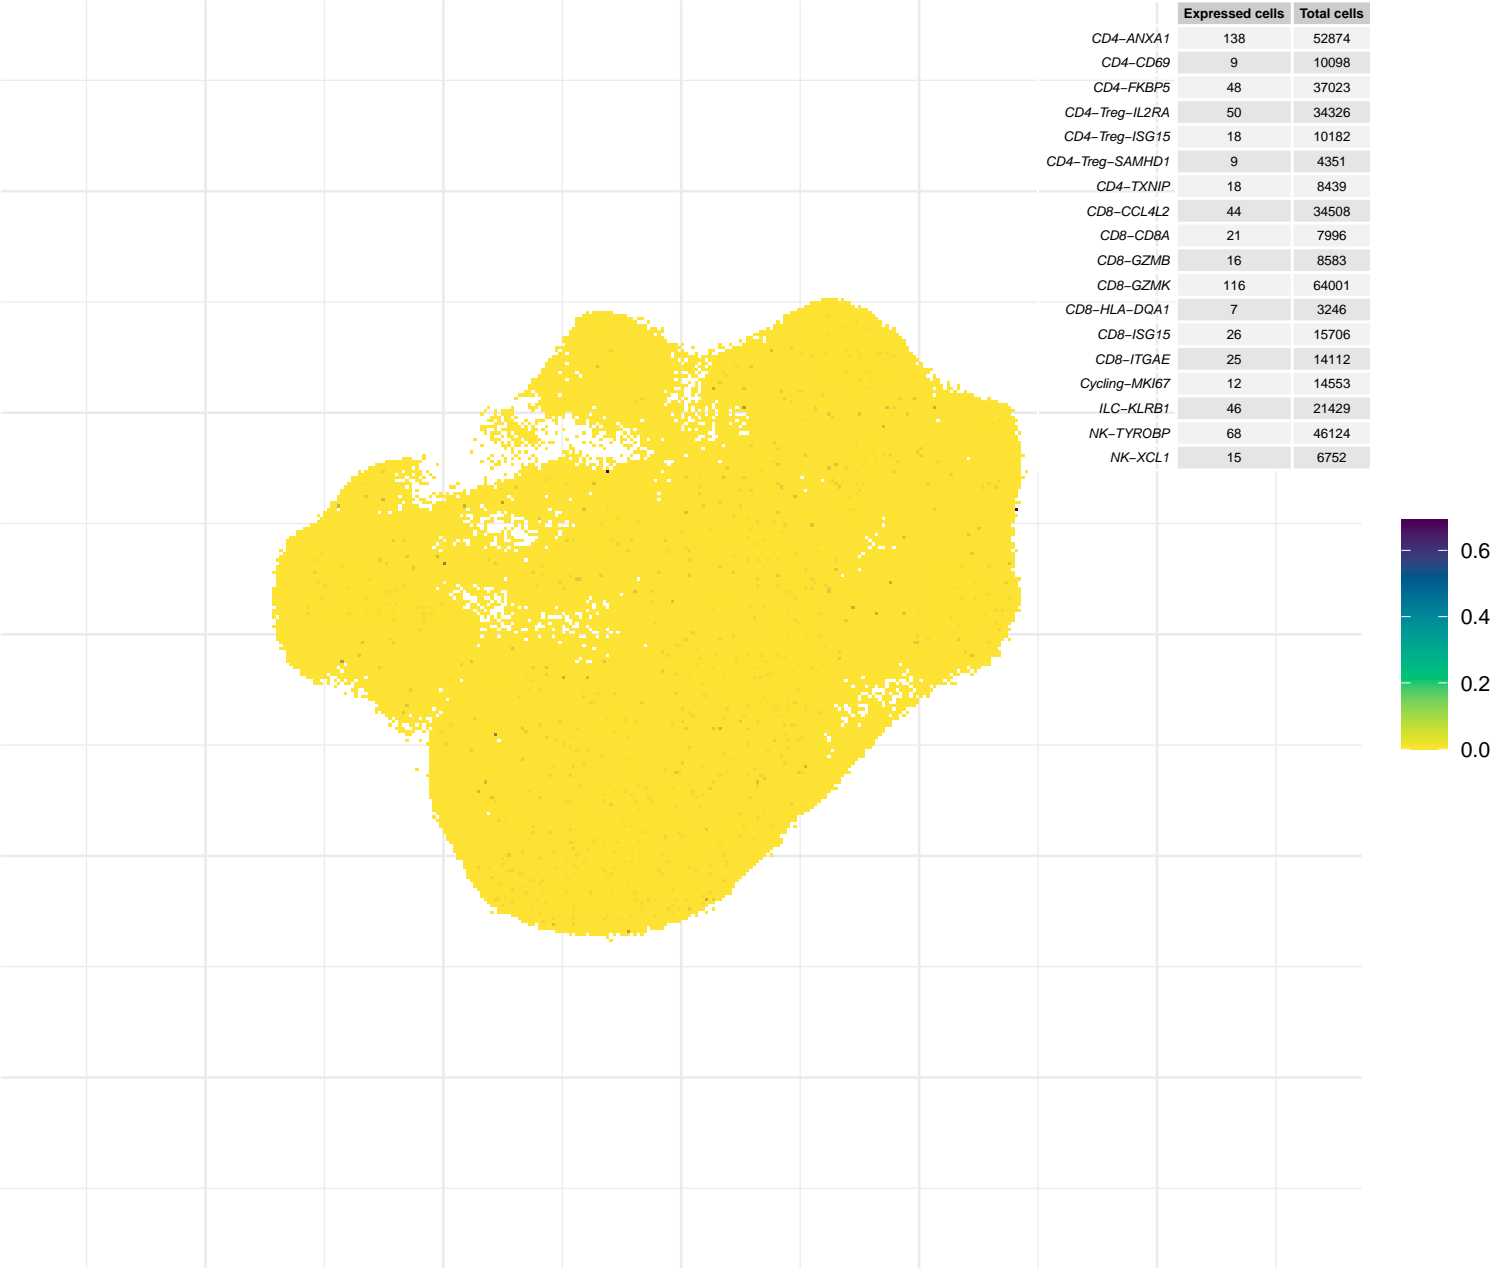 Expressed cells Total cells
CD4−ANXA1 138 52874
CD4−CD69 9 10098
CD4−FKBP5 48 37023
CD4−Treg−IL2RA 50 34326
CD4−Treg−ISG15 18 10182
CD4−Treg−SAMHD1 9 4351
CD4−TXNIP 18 8439
CD8−CCL4L2 44 34508
CD8−CD8A 21 7996
CD8−GZMB 16 8583
CD8−GZMK 116 64001
CD8−HLA−DQA1 7 3246
CD8−ISG15 26 15706
CD8−ITGAE 25 14112
Cycling−MKI67 12 14553
ILC−KLRB1 46 21429
NK−TYROBP 68 46124
NK−XCL1 15 6752
0.6
0.4
0.2
0.0